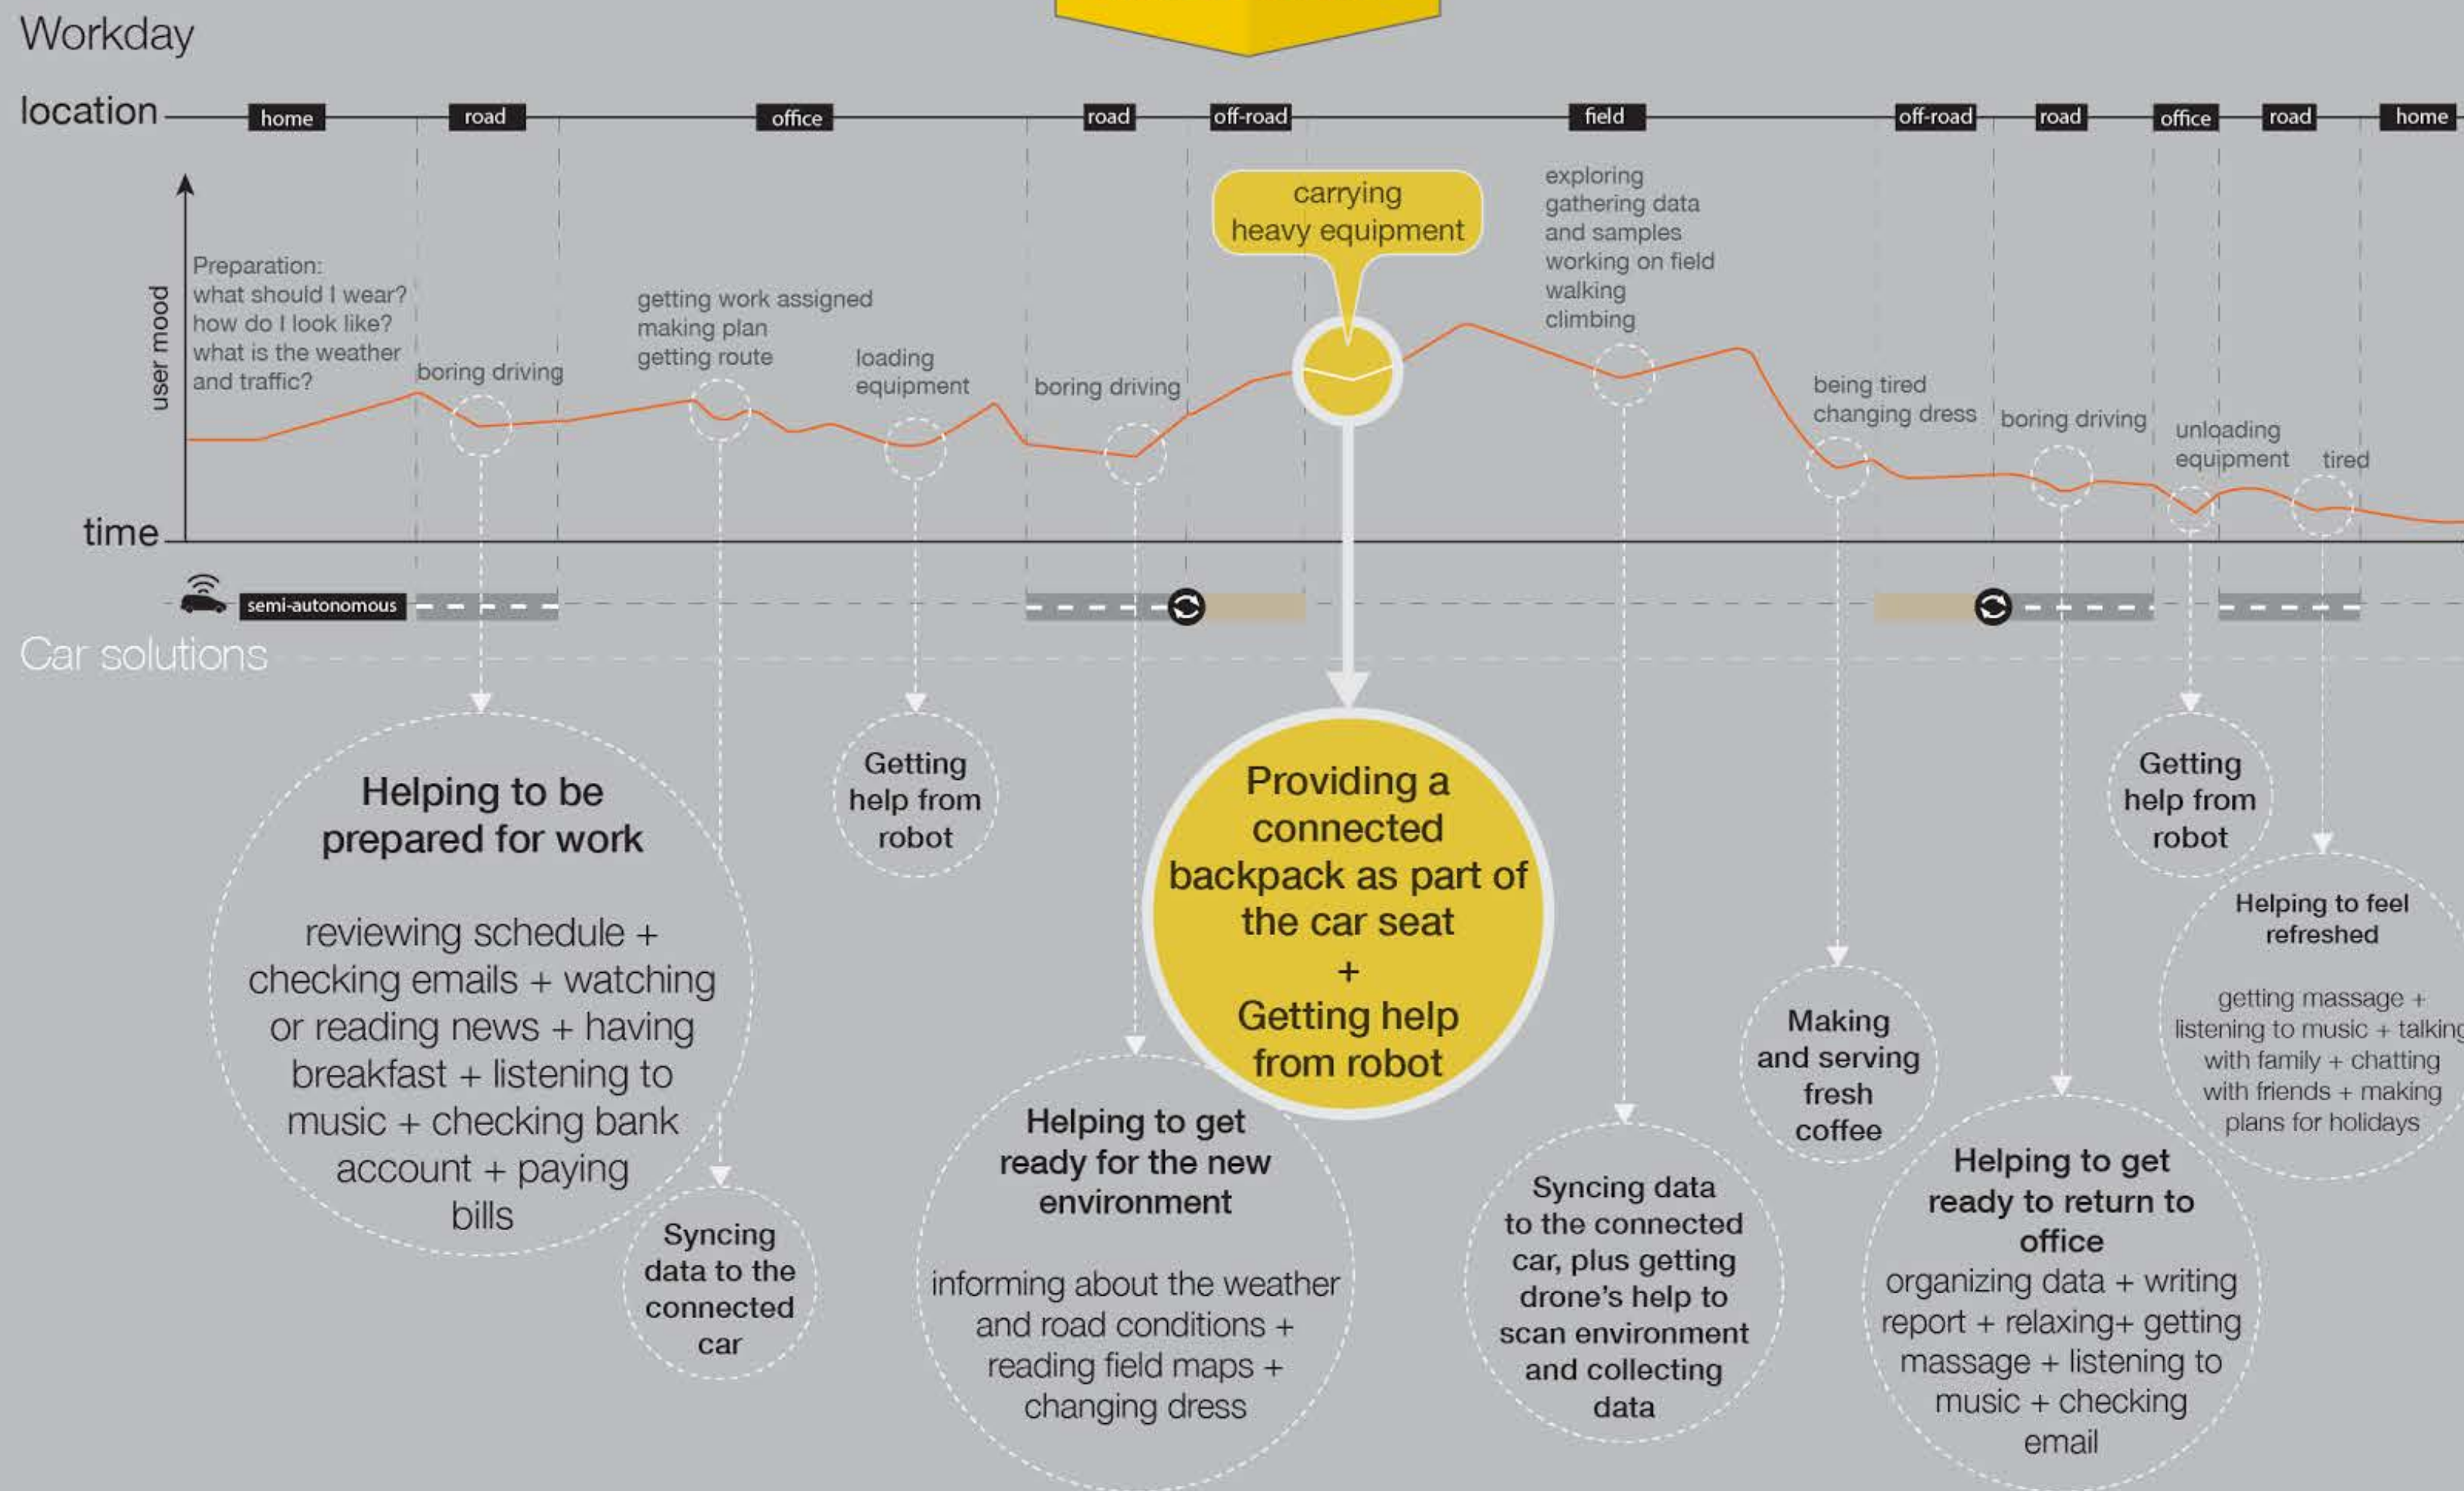 Workday
location
home
road
office
road
off-road
field
off-road
road
office
road
home
user mood
Preparation:
what should I wear?
how do I look like?
what is the weather
and traffic?
boring driving
getting work assigned
making plan
getting route
loading
equipment
boring driving
carrying
heavy equipment
exploring
gathering data
and samples
working on field
walking
climbing
being tired
changing dress
boring driving
unloading
equipment
tired
time
semi-autonomous
Car solutions
Helping to be
prepared for work
reviewing schedule +
checking emails + watching
or reading news + having
breakfast + listening to
music + checking bank
account + paying
bills
Syncing
data to the
connected
car
Getting
help from
robot
Helping to get
ready for the new
environment
informing about the weather
and road conditions +
reading field maps +
changing dress
Providing a
connected
backpack as part of
the car seat
+
Getting help
from robot
Syncing data
to the connected
car, plus getting
drone's help to
scan environment
and collecting
data
Making
and serving
fresh
coffee
Helping to get
ready to return to
office
organizing data + writing
report + relaxing+ getting
massage + listening to
music + checking
email
Getting
help from
robot
Helping to feel
refreshed
getting massage +
listening to music + talking
with family + chatting
with friends + making
plans for holidays